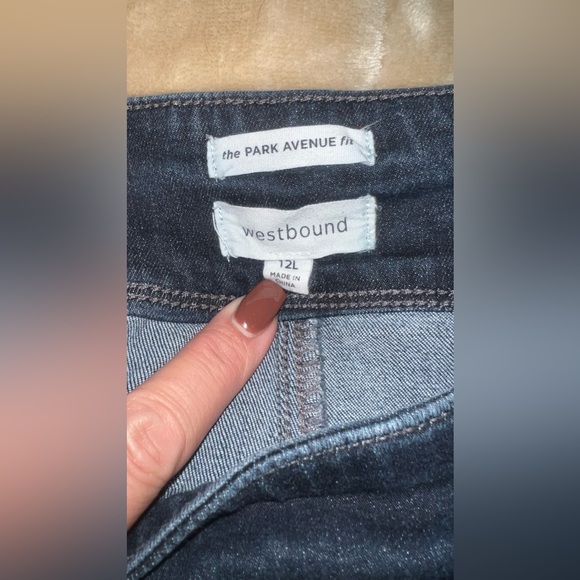 the PARK AVENUE fit
westbound
12L
MADE IN
CHINA